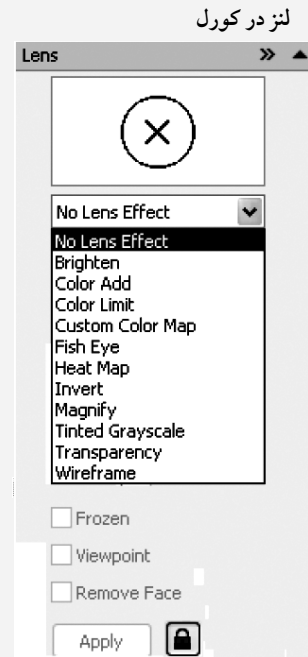 لنز در کورل
Lens
No Lens Effect
No Lens Effect
Brighten
Color Add
Color Limit
Custom Color Map
Fish Eye
Heat Map
Invert
Magnify
Tinted Grayscale
Transparency
Wireframe
Frozen
Viewpoint
Remove Face
Apply